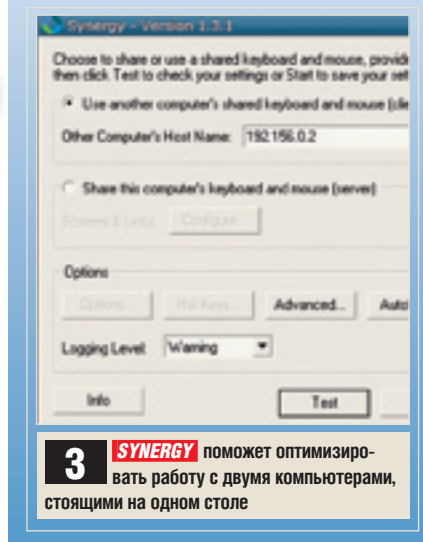 Synergy - Version 1.3.1
Choose to share or use a shared keyboard and mouse, provide
then click Test to check your settings or Start to save your set
Use another computer's shared keyboard and mouse (clie
Other Computer's Host Name: 192.156.0.2
Share this computer's keyboard and mouse (server)
Screens & Links: Configure...
Options
Options... Hot Keys... Advanced... Auto
Logging Level: Warning
Info Test
3 SYNERGY поможет оптимизиро-
вать работу с двумя компьютерами,
стоящими на одном столе